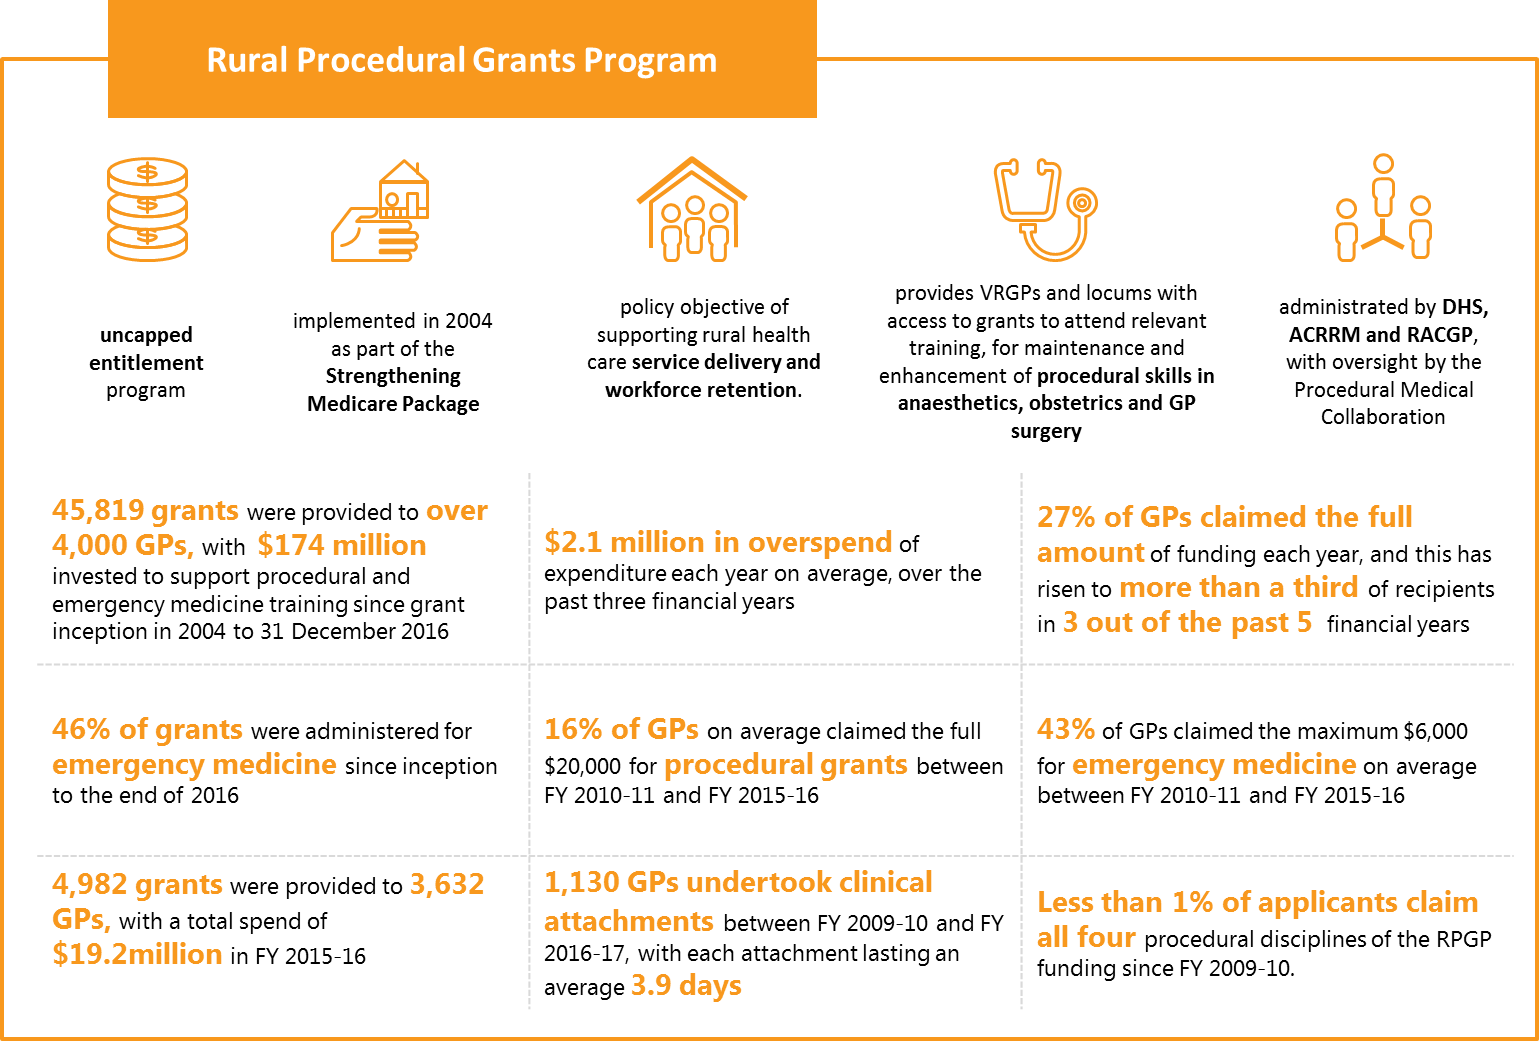 Rural Procedural Grants Program
$
$
$
uncapped
entitlement
program
implemented in 2004
as part of the
Strengthening
Medicare Package
policy objective of
supporting rural health
care service delivery and
workforce retention.
provides VRGPs and locums with
access to grants to attend relevant
training, for maintenance and
enhancement of procedural skills in
anaesthetics, obstetrics and GP
surgery
administrated by DHS,
ACRRM and RACGP,
with oversight by the
Procedural Medical
Collaboration
45,819 grants were provided to over
4,000 GPs, with $174 million
invested to support procedural and
emergency medicine training since grant
inception in 2004 to 31 December 2016
$2.1 million in overspend of
expenditure each year on average, over the
past three financial years
27% of GPs claimed the full
amount of funding each year, and this has
risen to more than a third of recipients
in 3 out of the past 5 financial years
46% of grants were administered for
emergency medicine since inception
to the end of 2016
16% of GPs on average claimed the full
$20,000 for procedural grants between
FY 2010-11 and FY 2015-16
43% of GPs claimed the maximum $6,000
for emergency medicine on average
between FY 2010-11 and FY 2015-16
4,982 grants were provided to 3,632
GPs, with a total spend of
$19.2million in FY 2015-16
1,130 GPs undertook clinical
attachments between FY 2009-10 and FY
2016-17, with each attachment lasting an
average 3.9 days
Less than 1% of applicants claim
all four procedural disciplines of the RPGP
funding since FY 2009-10.